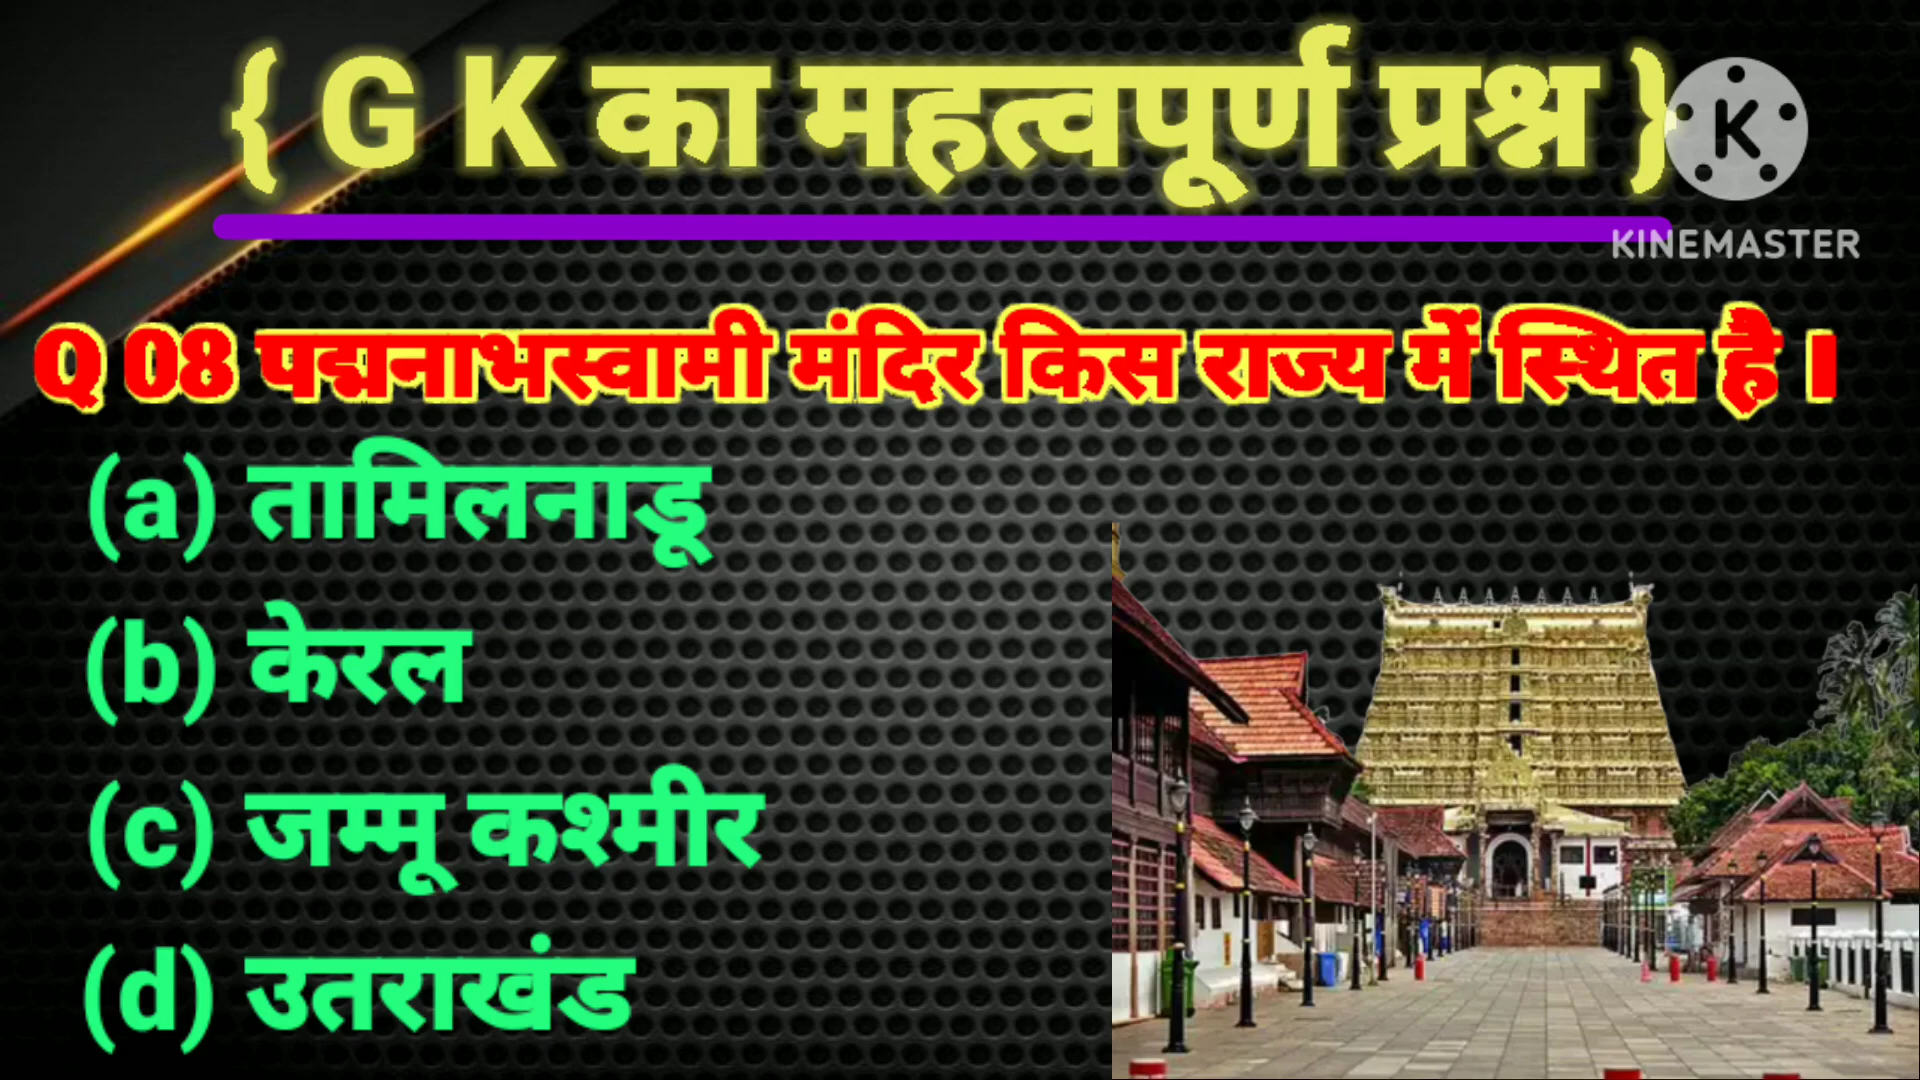 { G K का महत्वपूर्ण प्रश्न }
K
KINEMASTER
Q 08 पद्मनाभस्वामी मंदिर किस राज्य में स्थित है ।
(a) तामिलनाडू
(b) केरल
(c) जम्मू कश्मीर
(d) उतराखंड